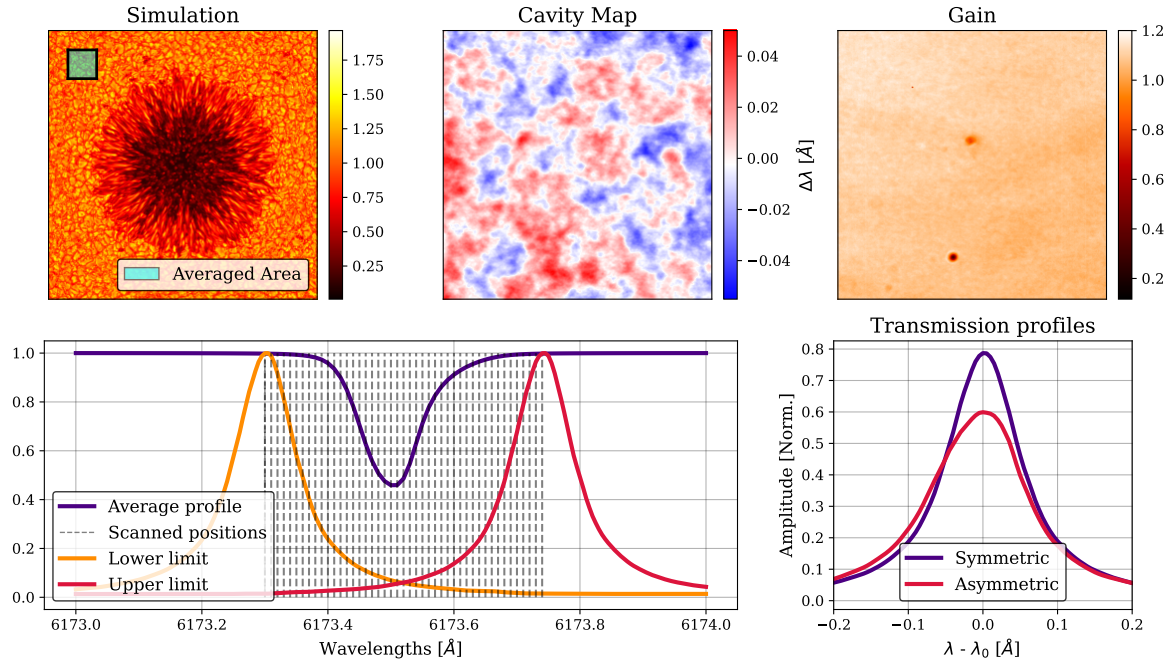 Simulation
1.75
1.50
1.25
1.00
0.75
0.50
0.25
Averaged Area
Cavity Map
0.04
0.02
0.00
−0.02
−0.04
Δλ [Å]
Gain
1.2
1.0
0.8
0.6
0.4
0.2
1.0
0.8
0.6
0.4
0.2
0.0
Average profile
Scanned positions
Lower limit
Upper limit
6173.0
6173.2
6173.4
6173.6
6173.8
6174.0
Wavelengths [Å]
Transmission profiles
Amplitude [Norm.]
0.8
0.7
0.6
0.5
0.4
0.3
0.2
0.1
0.0
Symmetric
Asymmetric
−0.2
−0.1
0.0
0.1
0.2
λ - λ₀ [Å]